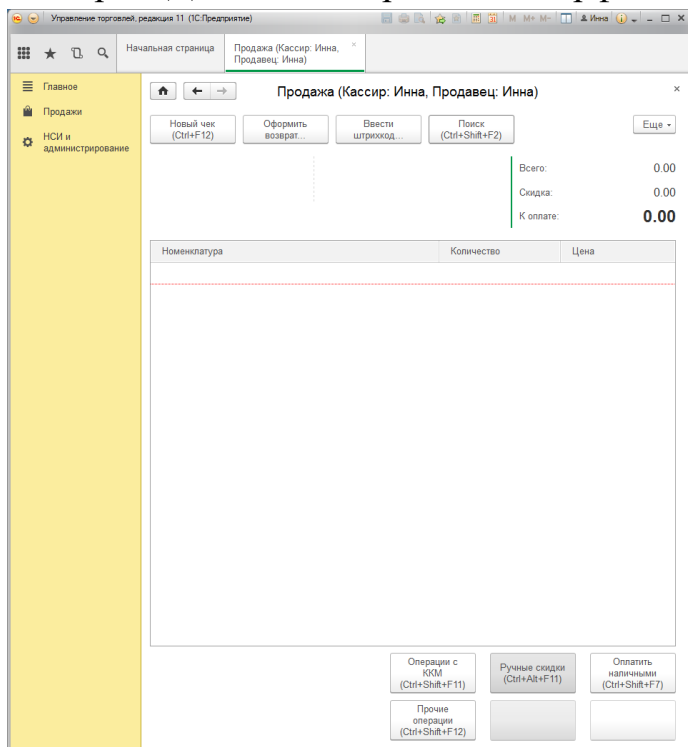 Управление торговлей, редакция 11 (1С:Предприятие)
M M+ M-
Инна
Начальная страница
Продажа (Кассир: Инна,
Продавец: Инна)
Главное
Продажи
НСИ и
администрирование
Продажа (Кассир: Инна, Продавец: Инна)
Новый чек
(Ctrl+F12)
Оформить
возврат...
Ввести
штрихкод...
Поиск
(Ctrl+Shift+F2)
Еще
Всего: 0.00
Скидка: 0.00
К оплате: 0.00
Номенклатура Количество Цена
Операции с
ККМ
(Ctrl+Shift+F11)
Ручные скидки
(Ctrl+Alt+F11)
Оплатить
наличными
(Ctrl+Shift+F7)
Прочие
операции
(Ctrl+Shift+F12)